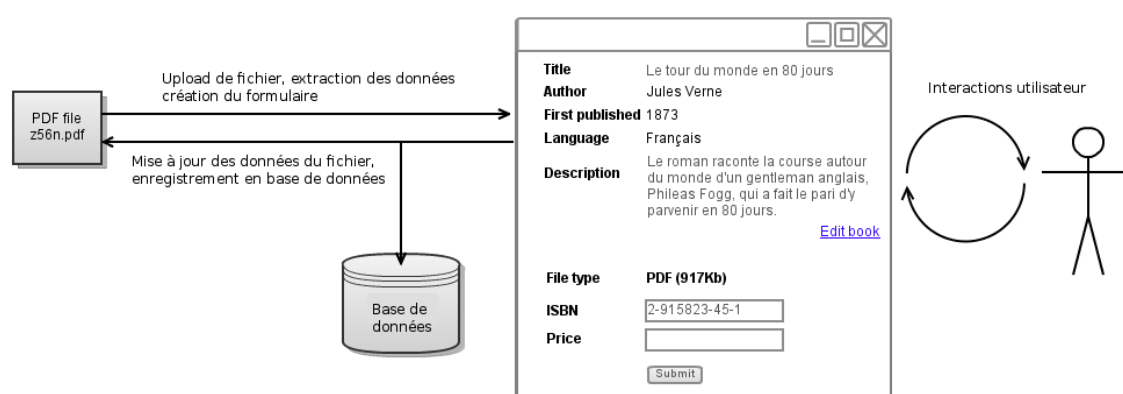 Upload de fichier, extraction des données
création du formulaire
PDF file
z56n.pdf
Mise à jour des données du fichier,
enregistrement en base de données
Base de
données
Title Le tour du monde en 80 jours
Author Jules Verne
First published 1873
Language Français
Description Le roman raconte la course autour
du monde d'un gentleman anglais,
Phileas Fogg, qui a fait le pari d'y
parvenir en 80 jours.
Edit book
File type PDF (917Kb)
ISBN 2-915823-45-1
Price
Submit
Interactions utilisateur